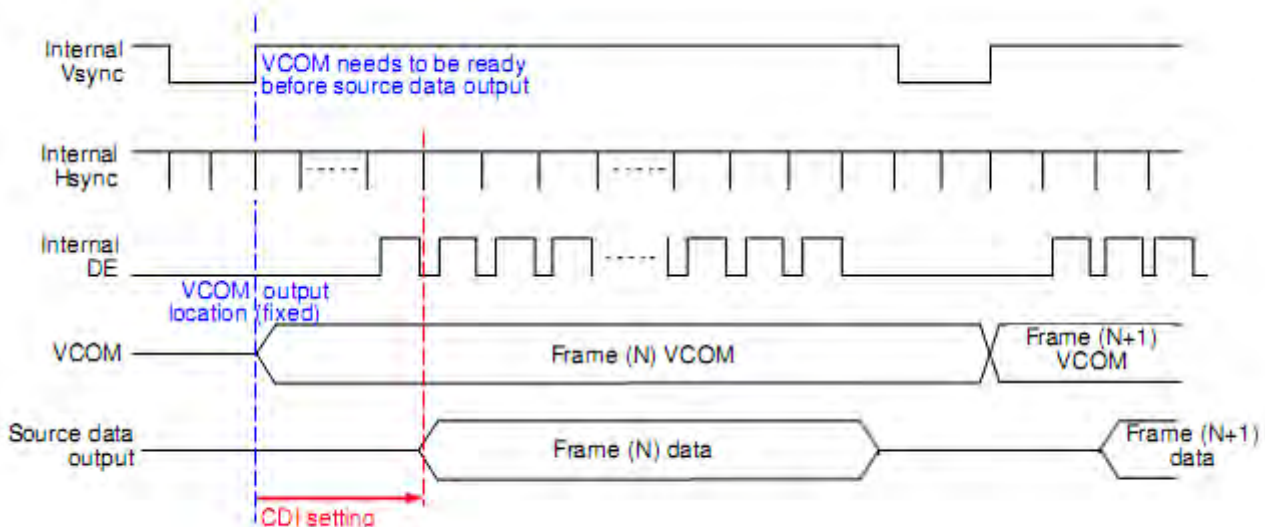 Internal
Vsync
VCOM needs to be ready
before source data output
Internal
Hsync
Internal
DE
VCOM output
location (fixed)
VCOM
Frame (N) VCOM
Frame (N+1)
VCOM
Source data
output
Frame (N) data
Frame (N+1)
data
CDI setting